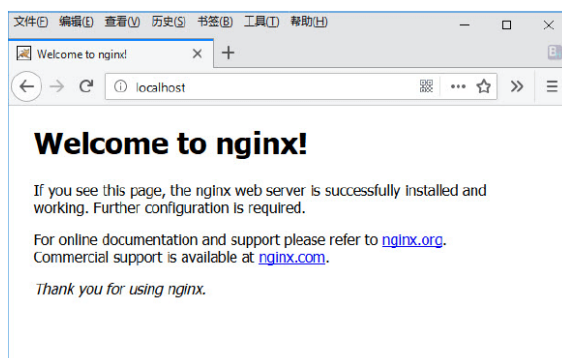 文件(F) 编辑(E) 查看(V) 历史(S) 书签(B) 工具(T) 帮助(H)
Welcome to nginx!
localhost
Welcome to nginx!
If you see this page, the nginx web server is successfully installed and
working. Further configuration is required.
For online documentation and support please refer to nginx.org.
Commercial support is available at nginx.com.
Thank you for using nginx.